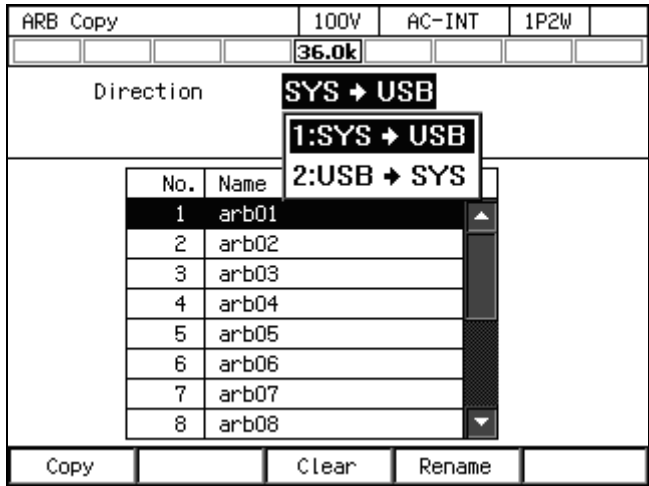 ARB Copy 100V AC-INT 1P2W
36.0k
Direction SYS → USB
1:SYS → USB
2:USB → SYS
No. Name
1 arb01
2 arb02
3 arb03
4 arb04
5 arb05
6 arb06
7 arb07
8 arb08
Copy Clear Rename